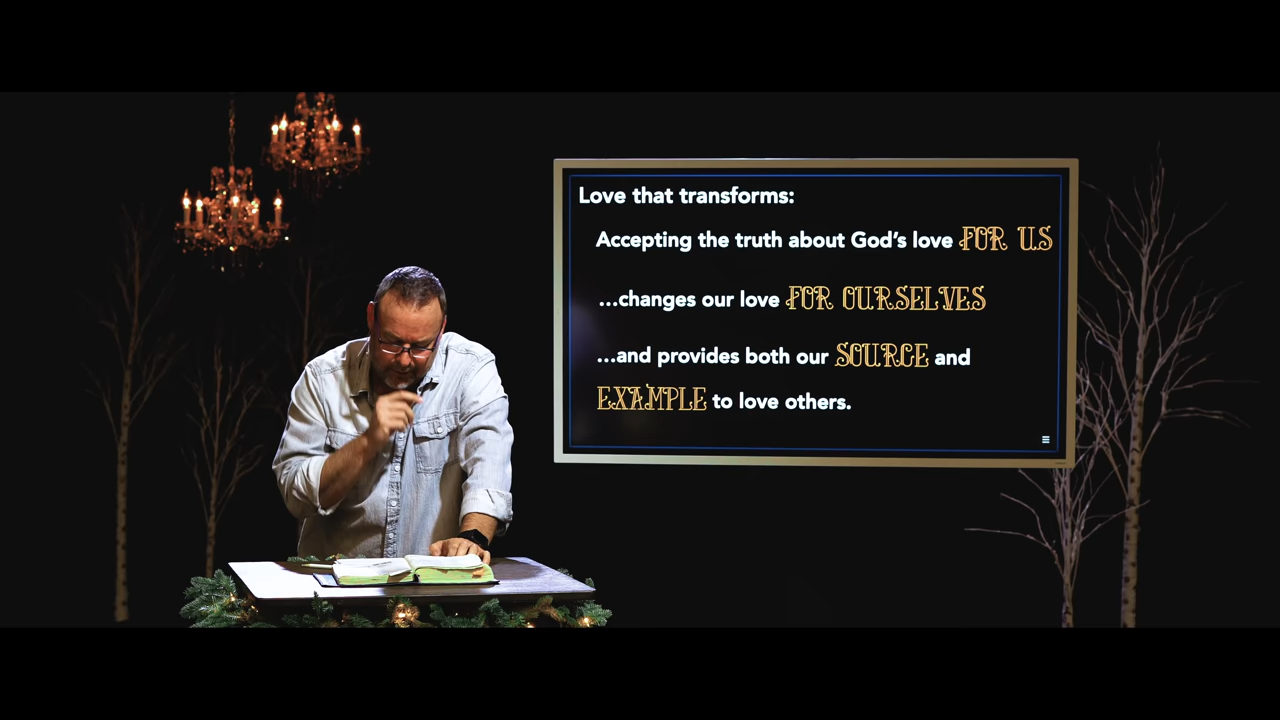 Love that transforms:
Accepting the truth about God's love FOR US
...changes our love FOR OURSELVES
...and provides both our SOURCE and
EXAMPLE to love others.